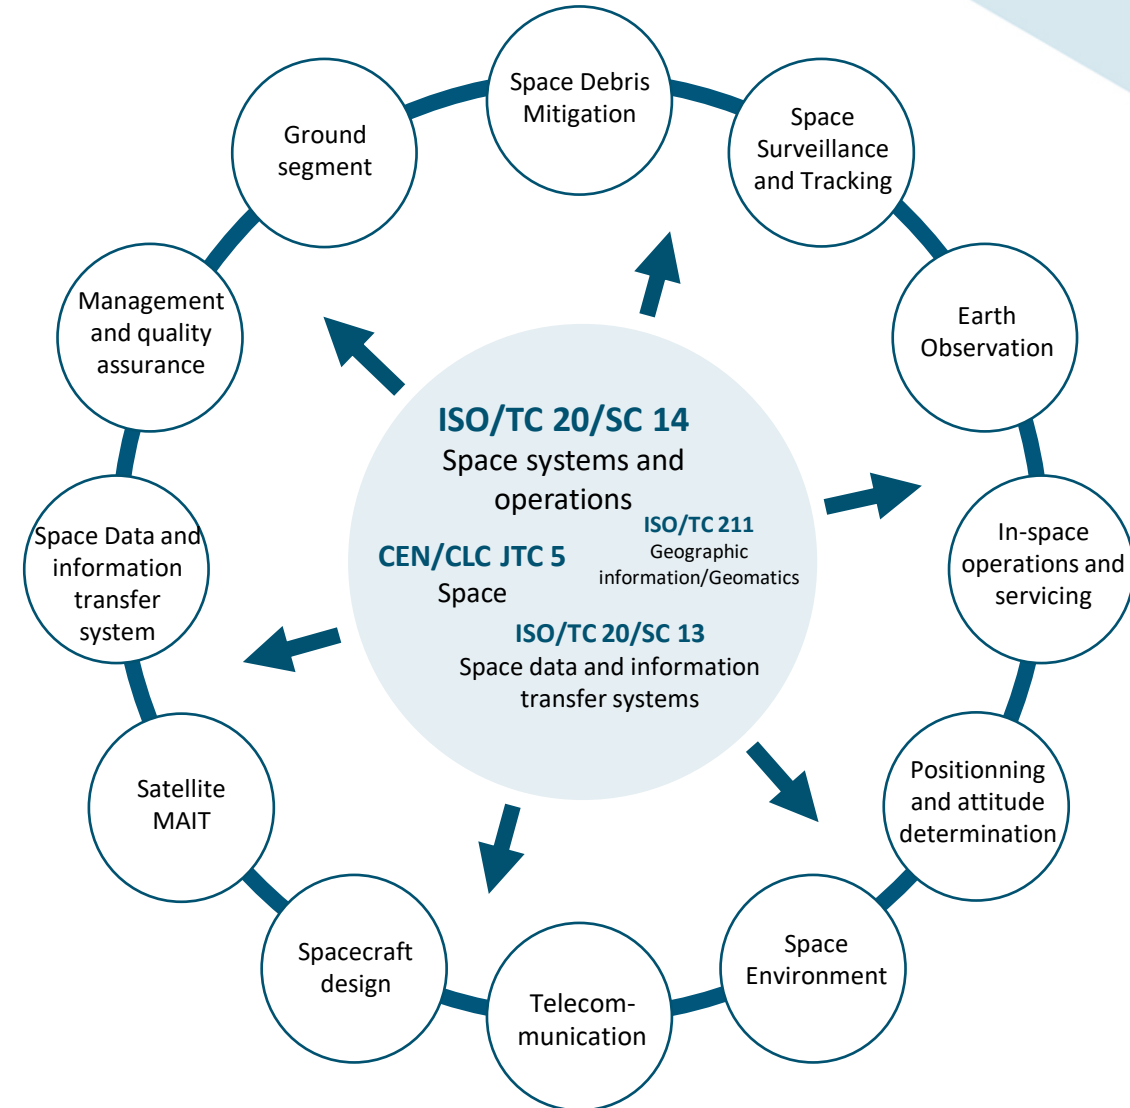 Space Debris
Mitigation
Space
Surveillance
and Tracking
Earth
Observation
In-space
operations and
servicing
Positionning
and attitude
determination
Space
Environment
Telecom-
munication
Spacecraft
design
Satellite
MAIT
Space Data and
information
transfer
system
Management
and quality
assurance
Ground
segment
ISO/TC 20/SC 14
Space systems and
operations
ISO/TC 211
Geographic
information/Geomatics
CEN/CLC JTC 5
Space
ISO/TC 20/SC 13
Space data and information
transfer systems